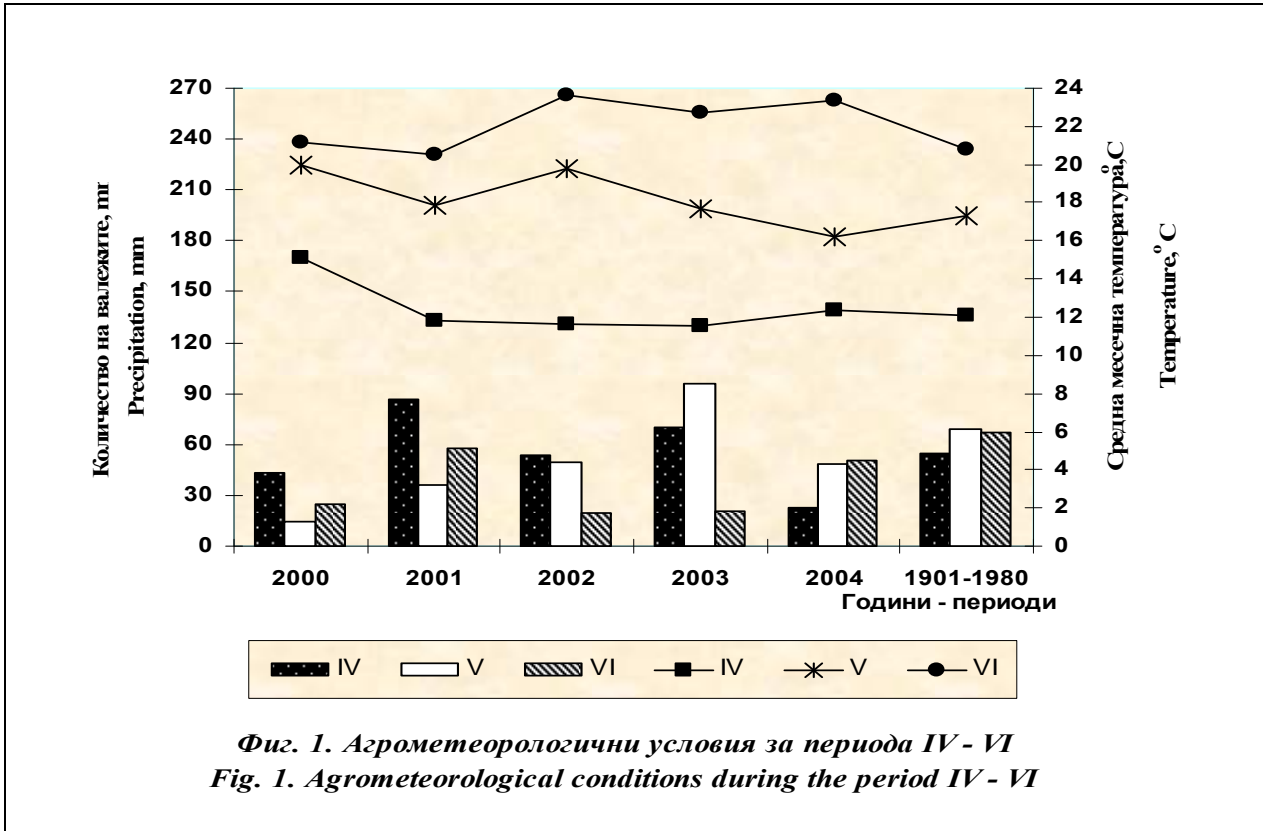 Количество на валежите, mm
Precipitation, mm
270
240
210
180
150
120
90
60
30
0
24
22
20
18
16
14
12
10
8
6
4
2
0
Средна месечна температура,°C
Temperature,° C
2000 2001 2002 2003 2004 1901-1980
Години - периоди
IV V VI IV V VI
Фиг. 1. Агрометеорологични условия за периода IV - VI
Fig. 1. Agrometeorological conditions during the period IV - VI